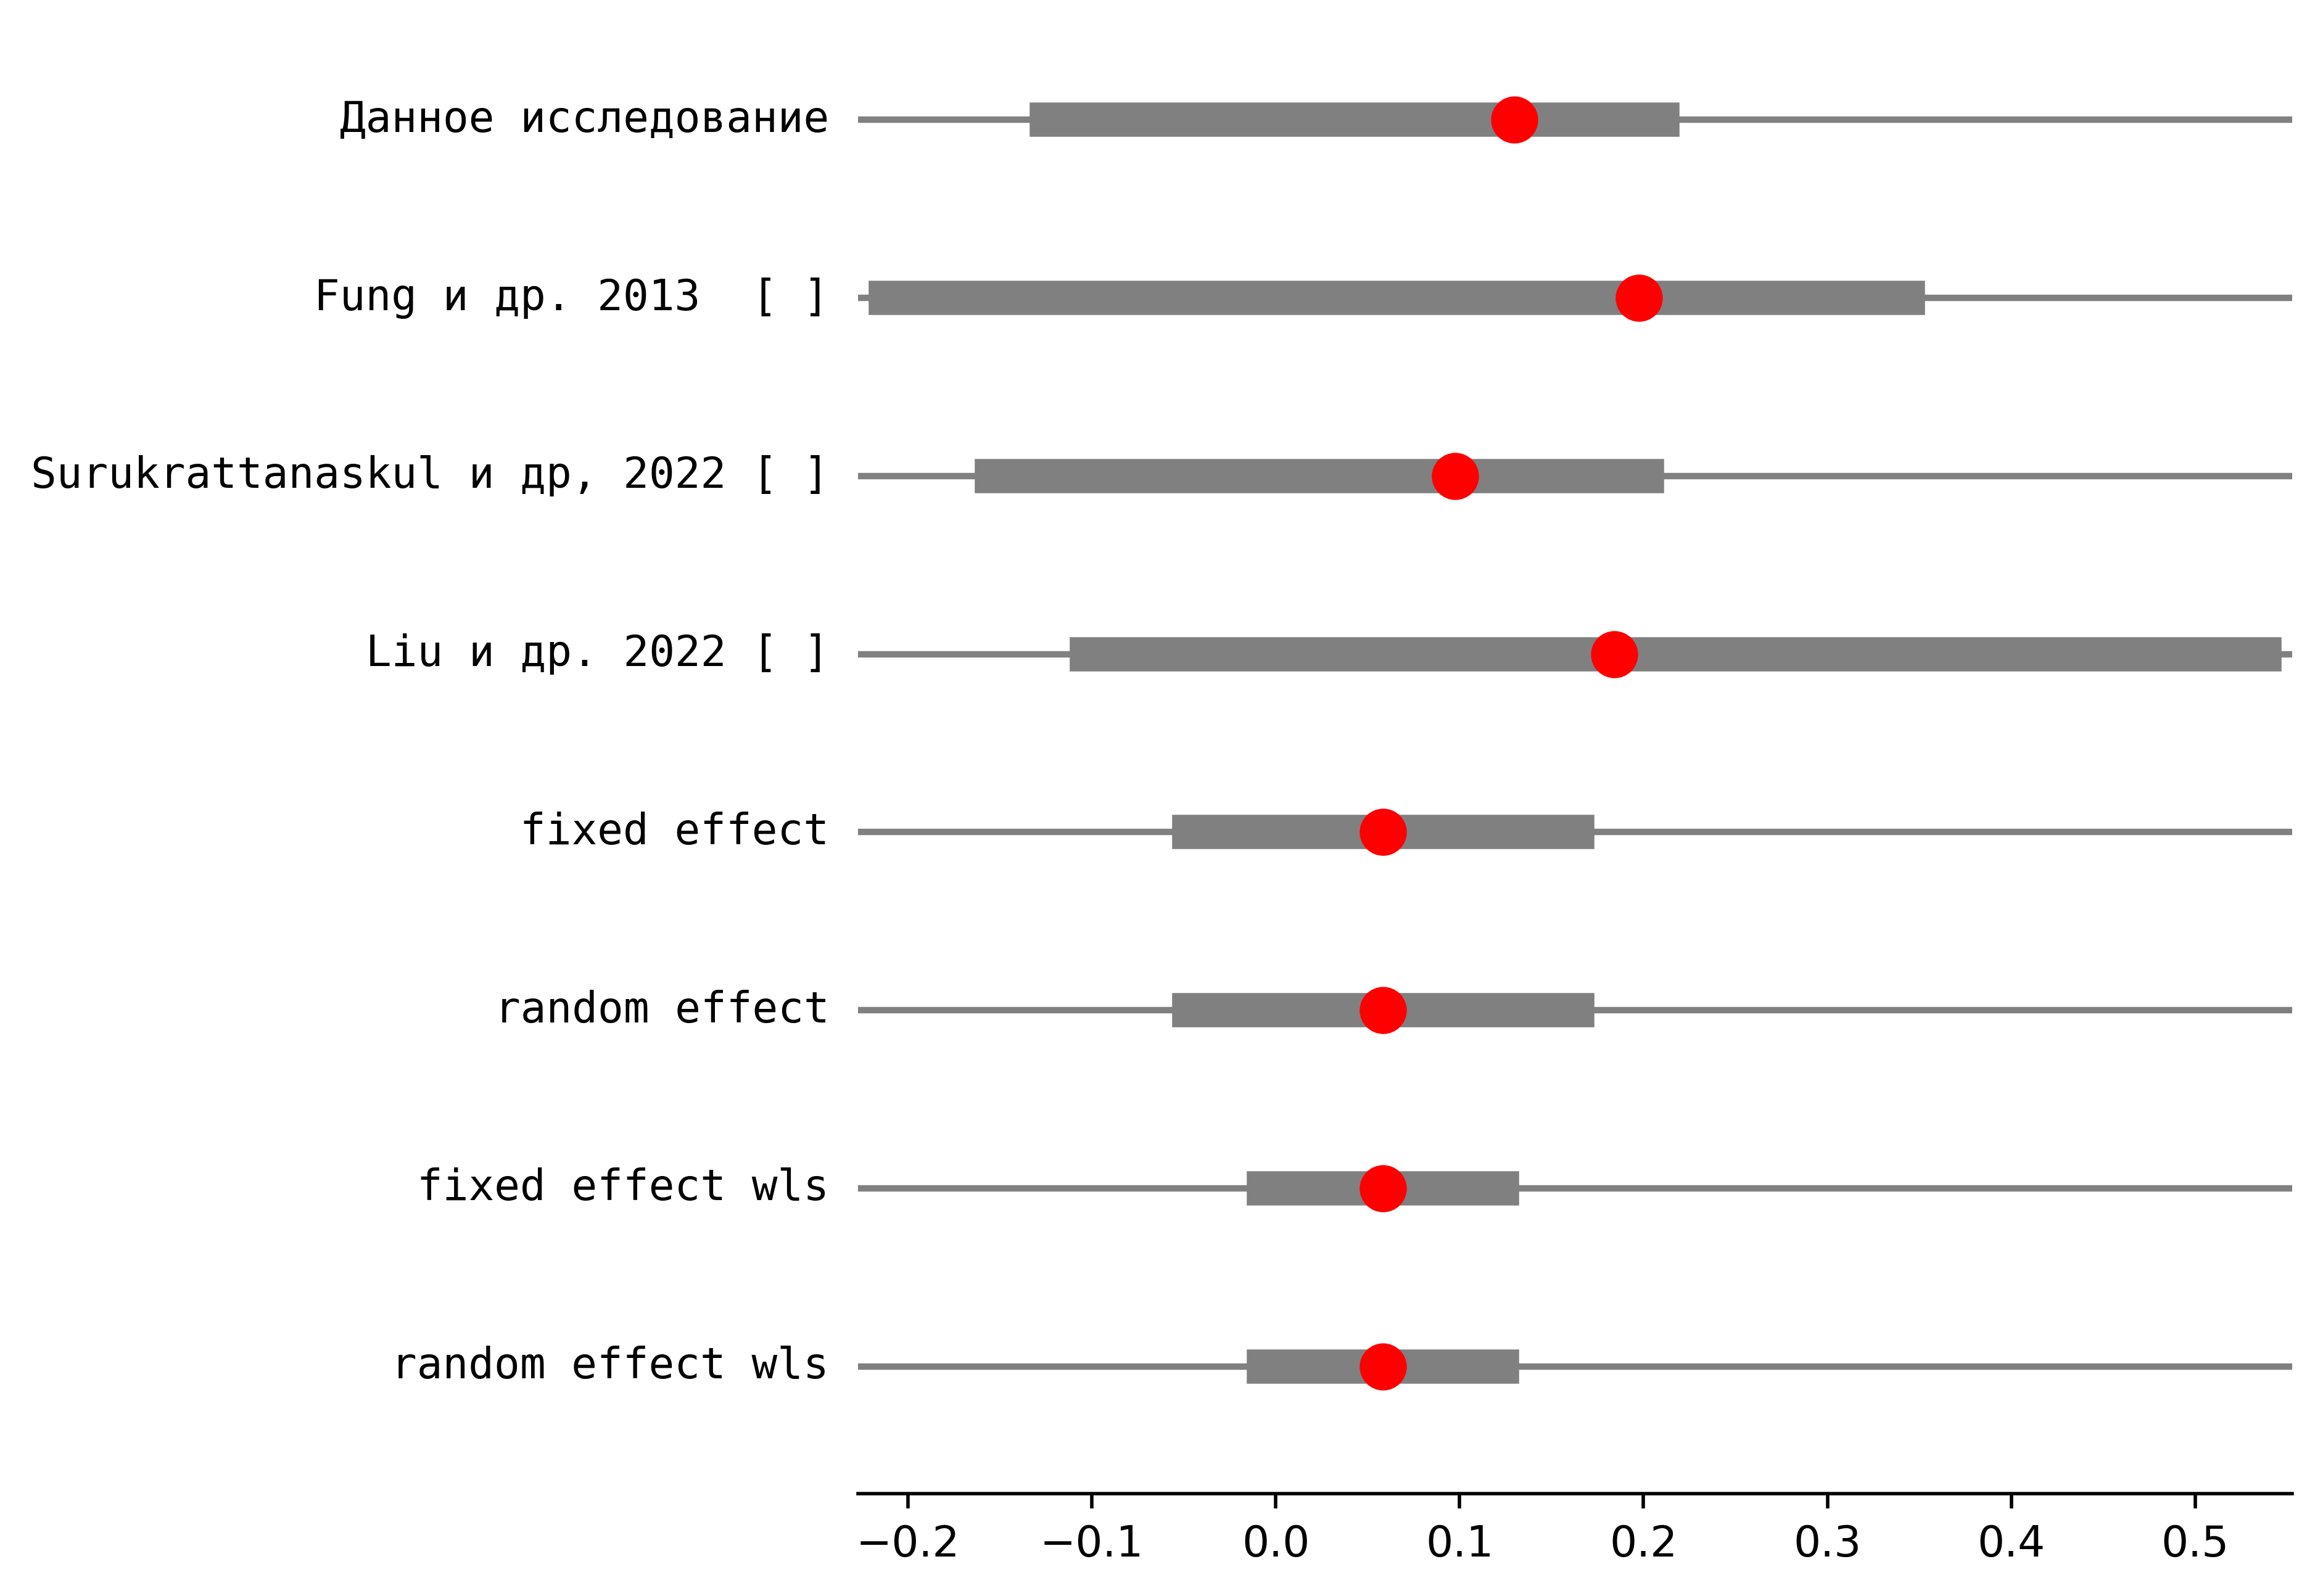 Данное исследование
Fung и др. 2013  [ ]
Surukrattanaskul и др, 2022 [ ]
Liu и др. 2022 [ ]
fixed effect
random effect
fixed effect wls
random effect wls
−0.2 −0.1 0.0 0.1 0.2 0.3 0.4 0.5